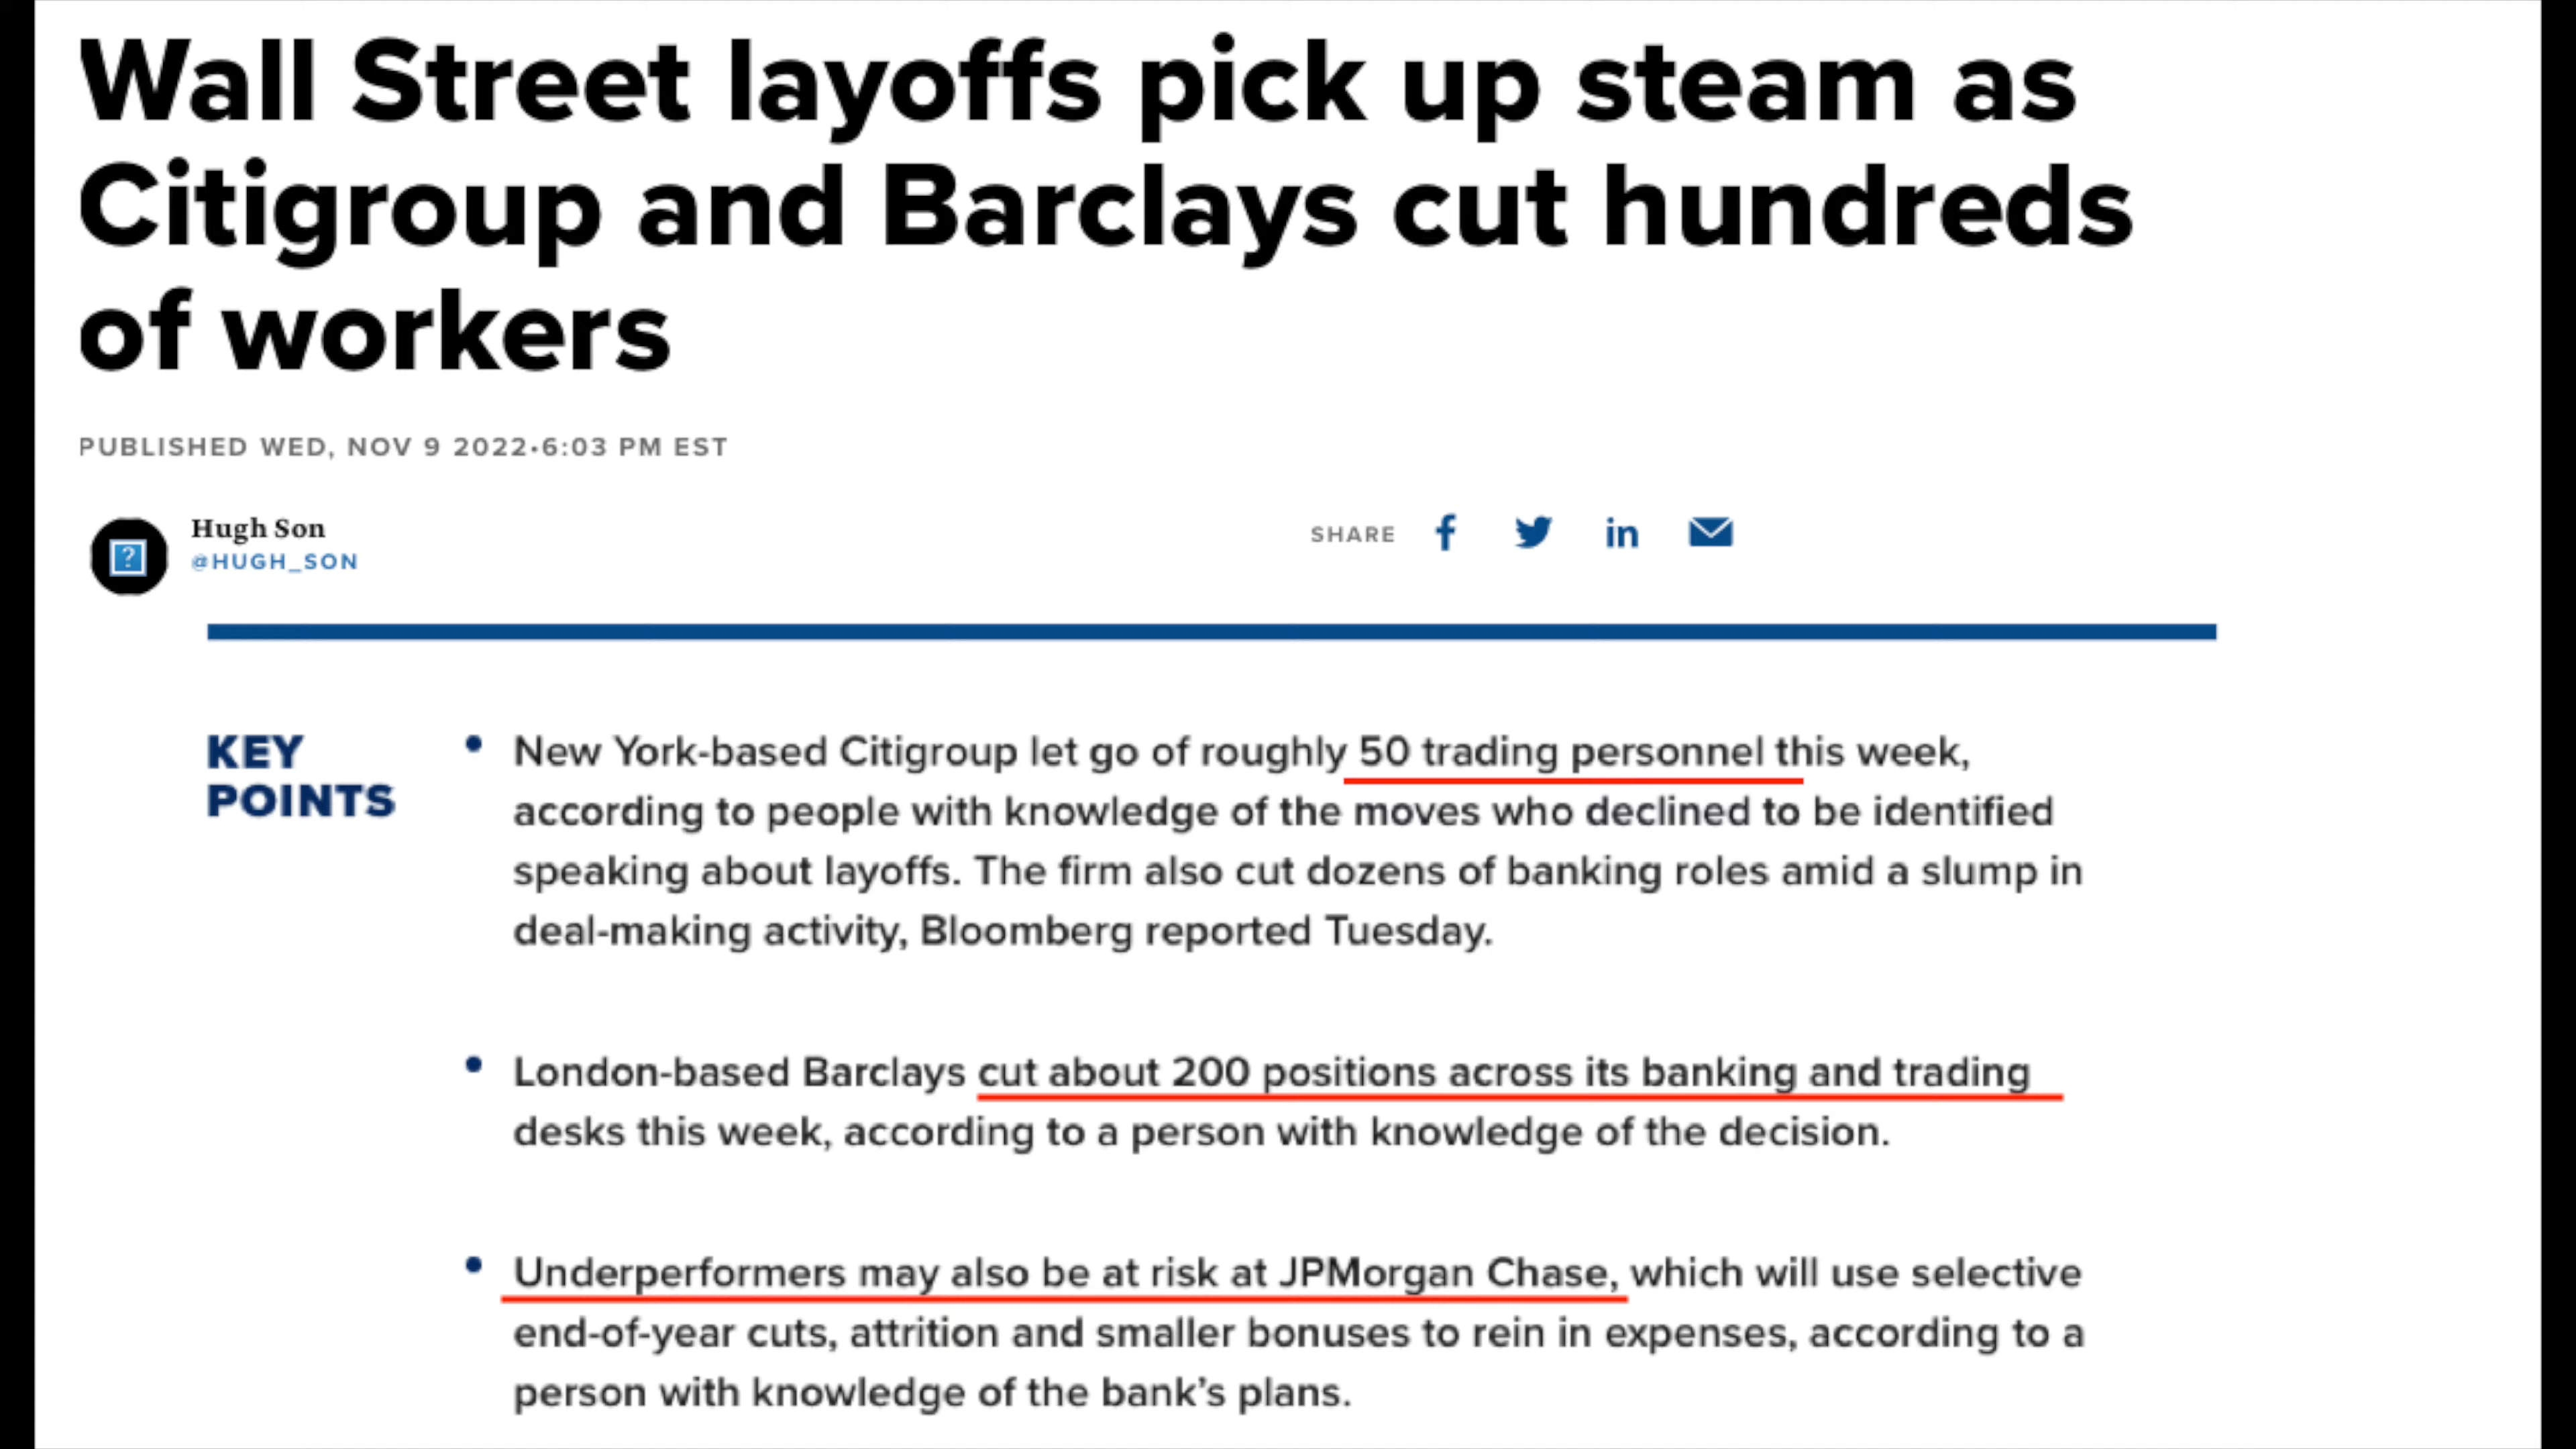 Wall Street layoffs pick up steam as
Citigroup and Barclays cut hundreds
of workers
PUBLISHED WED, NOV 9 2022•6:03 PM EST
Hugh Son
@HUGH_SON
SHARE
KEY
POINTS
• New York-based Citigroup let go of roughly 50 trading personnel this week,
according to people with knowledge of the moves who declined to be identified
speaking about layoffs. The firm also cut dozens of banking roles amid a slump in
deal-making activity, Bloomberg reported Tuesday.
• London-based Barclays cut about 200 positions across its banking and trading
desks this week, according to a person with knowledge of the decision.
• Underperformers may also be at risk at JPMorgan Chase, which will use selective
end-of-year cuts, attrition and smaller bonuses to rein in expenses, according to a
person with knowledge of the bank’s plans.